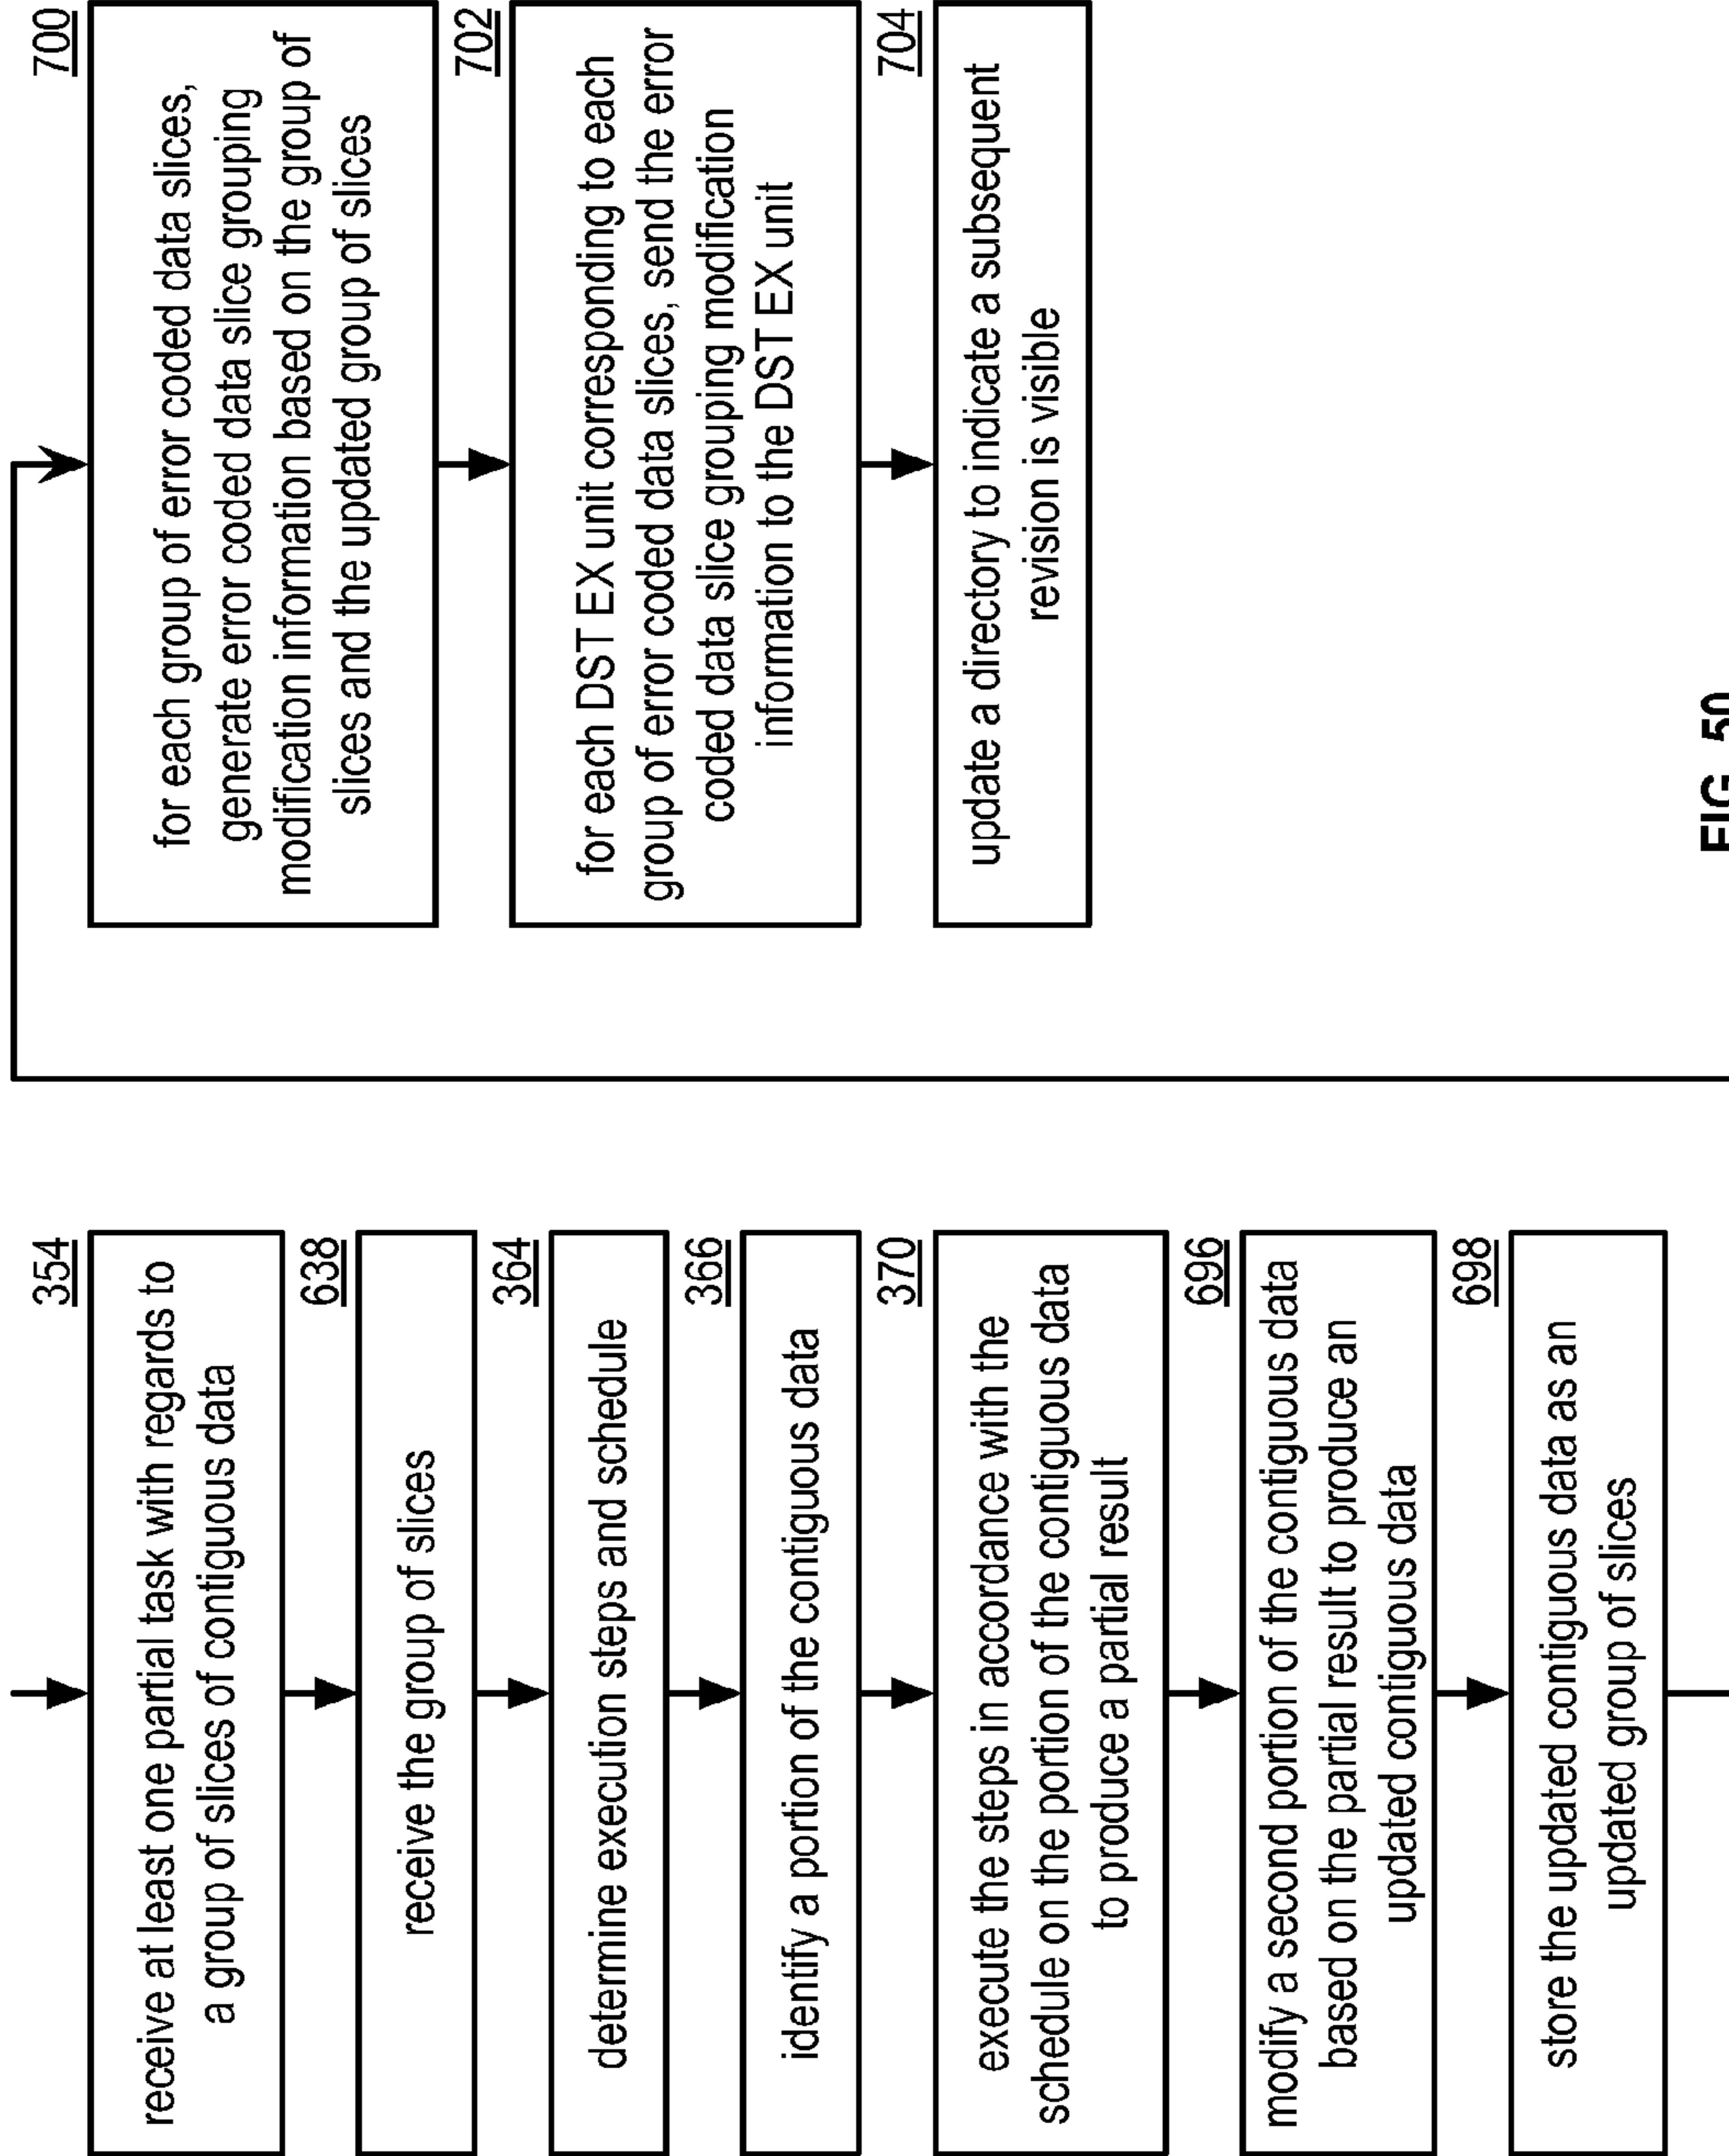 354
receive at least one partial task with regards to
a group of slices of contiguous data
638
receive the group of slices
364
determine execution steps and schedule
366
identify a portion of the contiguous data
370
execute the steps in accordance with the
schedule on the portion of the contiguous data
to produce a partial result
696
modify a second portion of the contiguous data
based on the partial result to produce an
updated contiguous data
698
store the updated contiguous data as an
updated group of slices
700
for each group of error coded data slices,
generate error coded data slice grouping
modification information based on the group of
slices and the updated group of slices
702
for each DST EX unit corresponding to each
group of error coded data slices, send the error
coded data slice grouping modification
information to the DST EX unit
704
update a directory to indicate a subsequent
revision is visible
FIG. 50